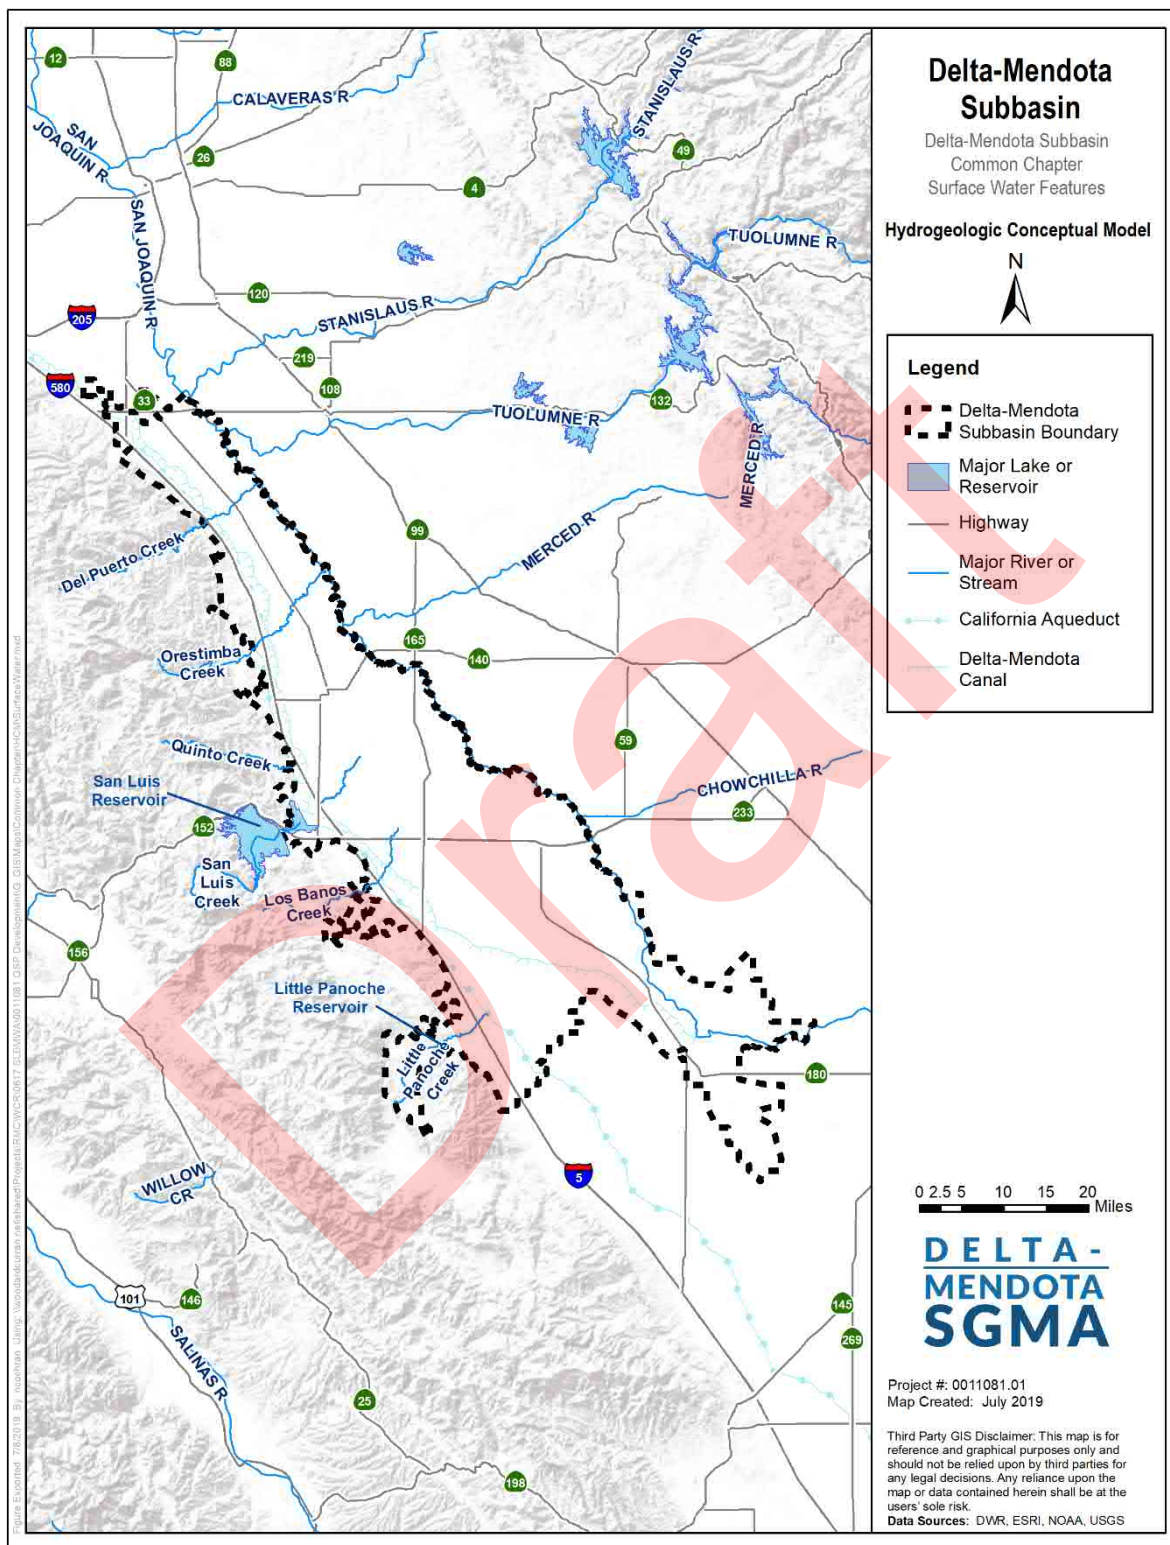 Delta-Mendota
Subbasin
Delta-Mendota Subbasin
Common Chapter
Surface Water Features
Hydrogeologic Conceptual Model
N
Legend
Delta-Mendota
Subbasin Boundary
Major Lake or
Reservoir
Highway
Major River or
Stream
California Aqueduct
Delta-Mendota
Canal
0 2.5 5 10 15 20
Miles
DELTA-
MENDOTA
SGMA
Project #: 0011081.01
Map Created: July 2019
Third Party GIS Disclaimer: This map is for
reference and graphical purposes only and
should not be relied upon by third parties for
any legal decisions. Any reliance upon the
map or data contained herein shall be at the
users' sole risk.
Data Sources: DWR, ESRI, NOAA, USGS
Draft
12
88
CALAVERAS R
STANISLAUS R
SAN
JOAQUIN R
26
49
4
SAN JOAQUIN R
TUOLUMNE R
120
205
STANISLAUS R
219
580
33
108
132
TUOLUMNE R
MERCED R
99
MERCED R
Del Puerto Creek
165
140
Orestimba
Creek
59
Quinto Creek
San Luis
Reservoir
CHOWCHILLA R
233
152
San
Luis
Creek
Los Banos
Creek
156
Little Panoche
Reservoir
Little
Panoche
Creek
180
5
WILLOW
CR
101
146
145
269
SALINAS R
25
198